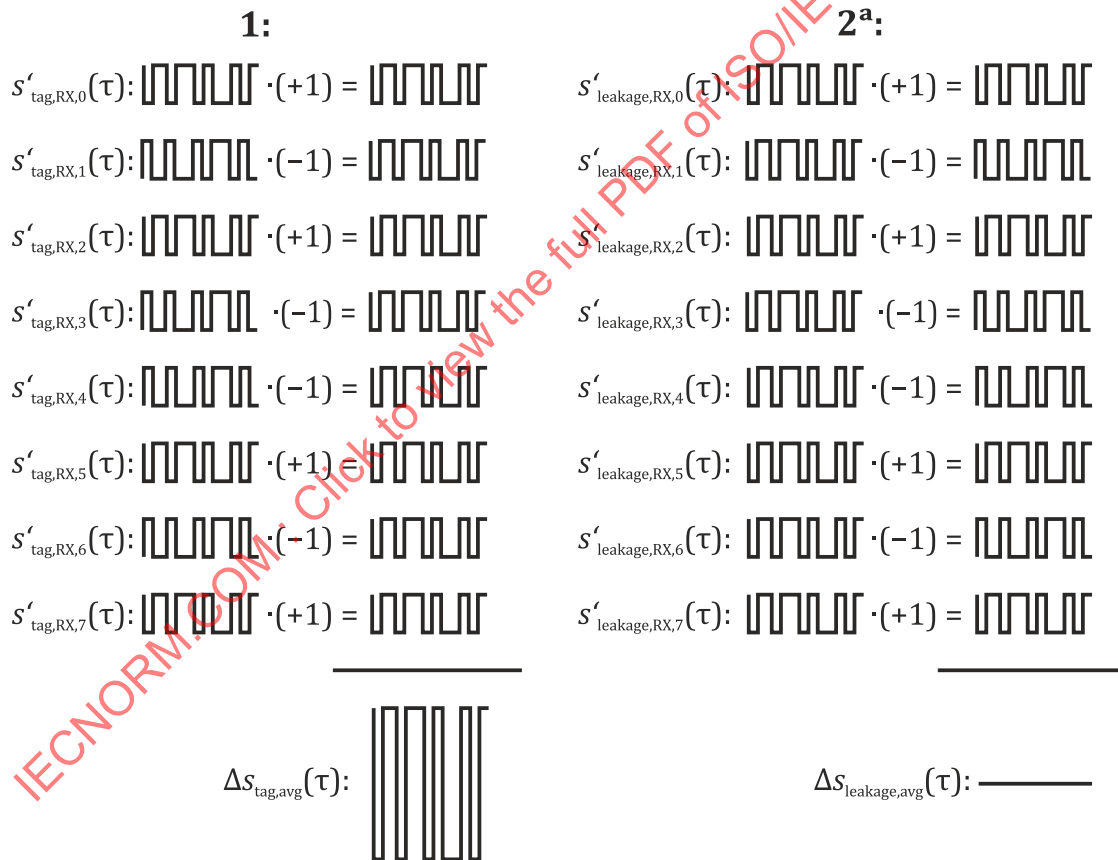 1:
s‘tag,RX,0(τ): ·(+1) =
s‘tag,RX,1(τ): ·(−1) =
s‘tag,RX,2(τ): ·(+1) =
s‘tag,RX,3(τ): ·(−1) =
s‘tag,RX,4(τ): ·(−1) =
s‘tag,RX,5(τ): ·(+1) =
s‘tag,RX,6(τ): ·(−1) =
s‘tag,RX,7(τ): ·(+1) =
Δstag,avg(τ):
2ª:
s‘leakage,RX,0(τ): ·(+1) =
s‘leakage,RX,1(τ): ·(−1) =
s‘leakage,RX,2(τ): ·(+1) =
s‘leakage,RX,3(τ): ·(−1) =
s‘leakage,RX,4(τ): ·(−1) =
s‘leakage,RX,5(τ): ·(+1) =
s‘leakage,RX,6(τ): ·(−1) =
s‘leakage,RX,7(τ): ·(+1) =
Δsleakage,avg(τ):
IECNORM.COM : Click to view the full PDF of ISO/IE